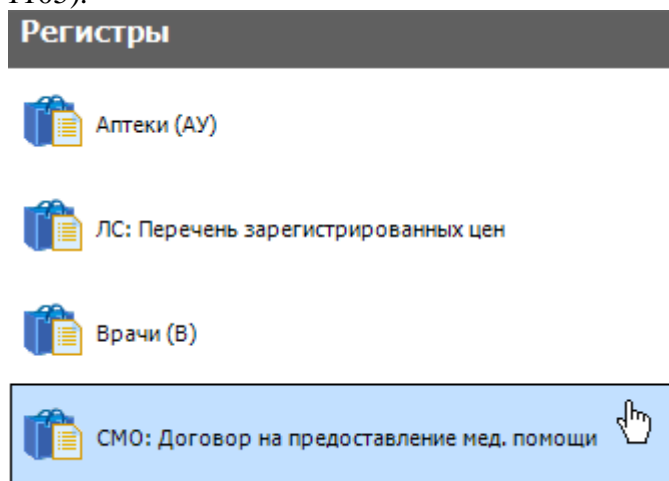 Регистры
Аптеки (АУ)
ЛС: Перечень зарегистрированных цен
Врачи (В)
СМО: Договор на предоставление мед. помощи